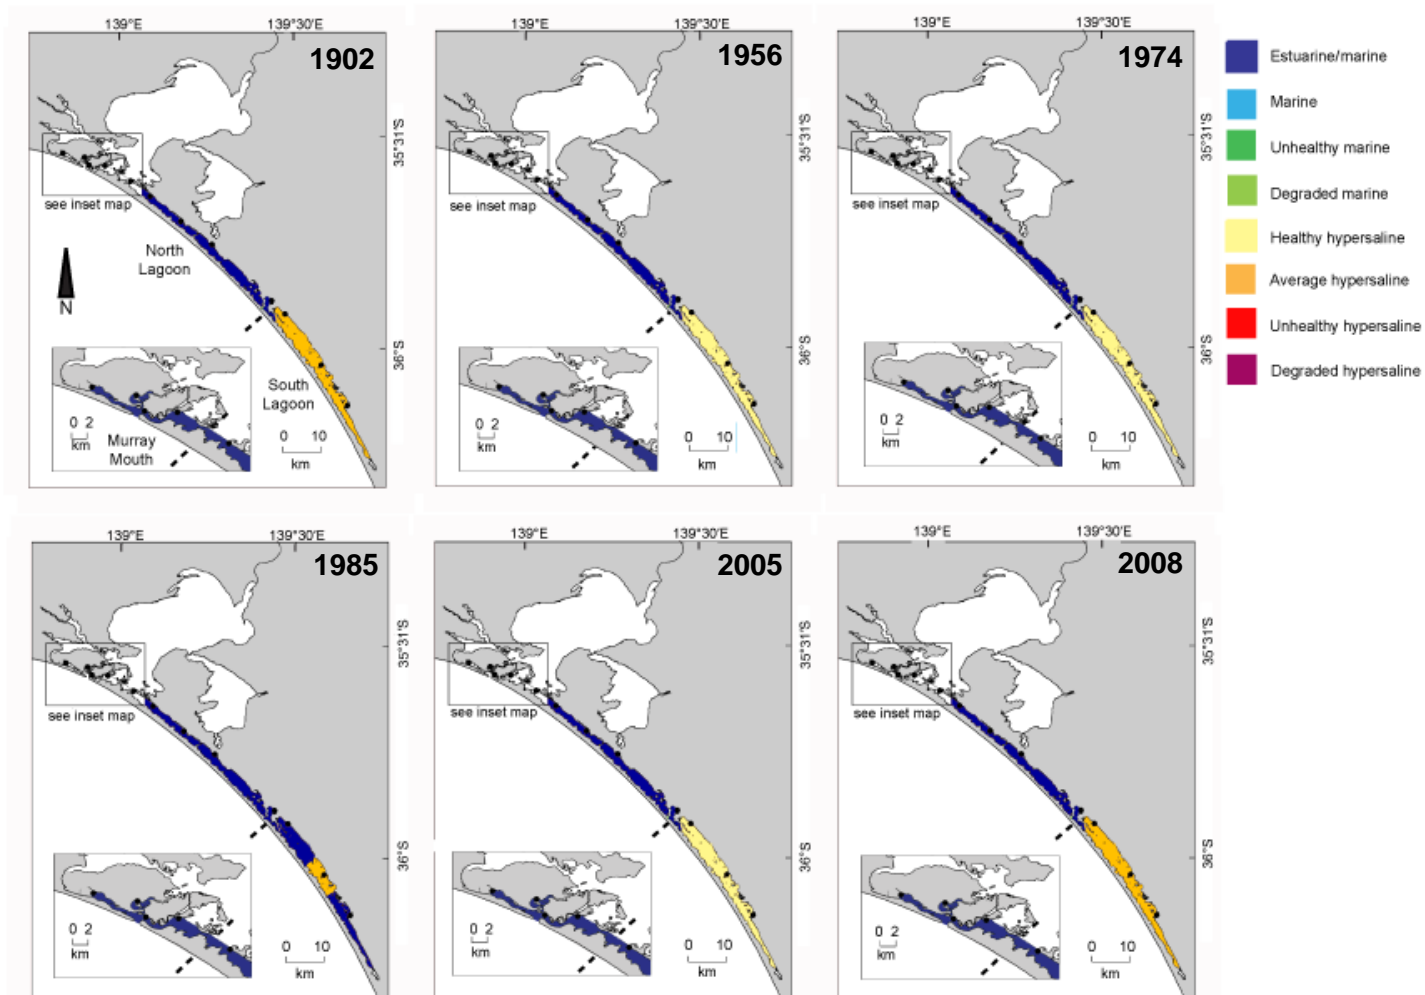 139°E 139°30'E
1902
35°31'S
see inset map
North
Lagoon
N
36°S
South
Lagoon
0 2
km
Murray
Mouth
0 10
km
139°E 139°30'E
1956
35°31'S
see inset map
36°S
0 2
km
0 10
km
139°E 139°30'E
1974
35°31'S
see inset map
36°S
0 2
km
0 10
km
Estuarine/marine
Marine
Unhealthy marine
Degraded marine
Healthy hypersaline
Average hypersaline
Unhealthy hypersaline
Degraded hypersaline
139°E 139°30'E
1985
35°31'S
see inset map
36°S
0 2
km
0 10
km
139°E 139°30'E
2005
35°31'S
see inset map
36°S
0 2
km
0 10
km
139°E 139°30'E
2008
35°31'S
see inset map
36°S
0 2
km
0 10
km